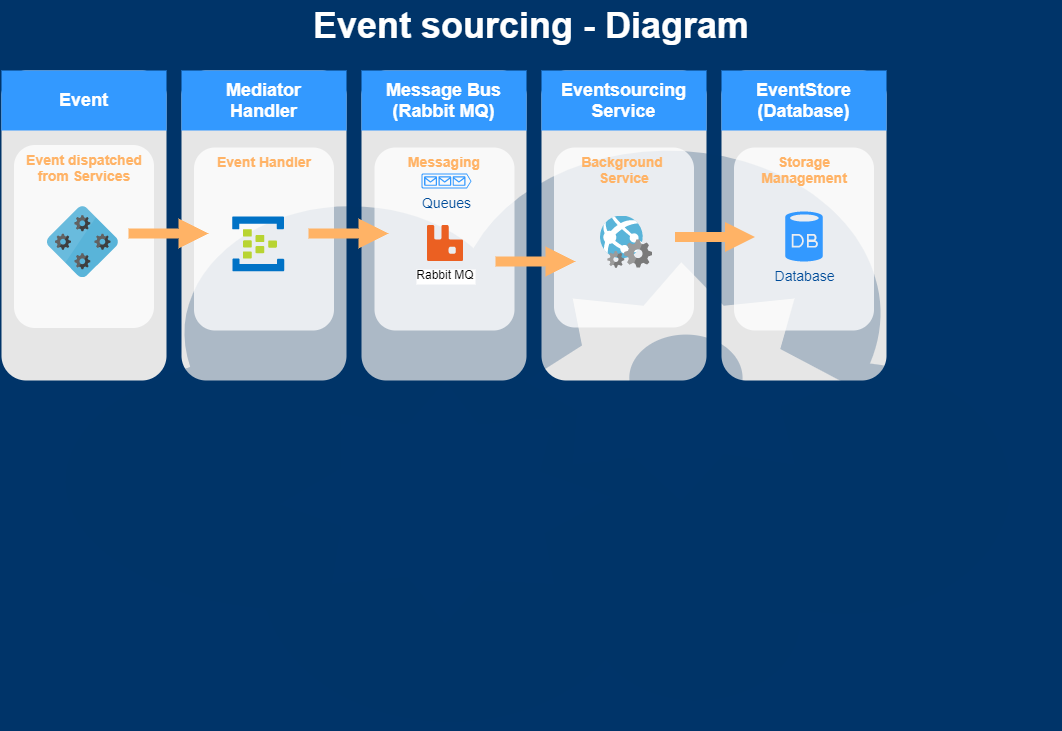 Event sourcing - Diagram
Event
Event dispatched
from Services
Mediator
Handler
Event Handler
Message Bus
(Rabbit MQ)
Messaging
Queues
Rabbit MQ
Eventsourcing
Service
Background
Service
EventStore
(Database)
Storage
Management
DB
Database